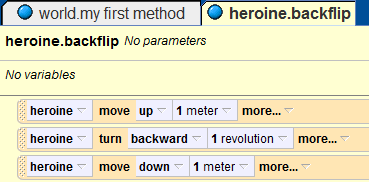 world.my first method heroine.backflip
heroine.backflip No parameters
No variables
heroine move up 1 meter more...
heroine turn backward 1 revolution more...
heroine move down 1 meter more...